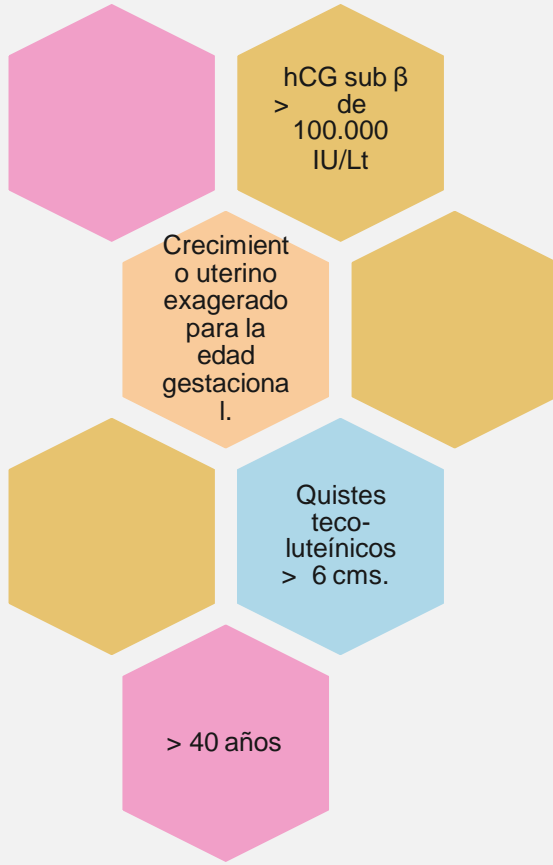 hCG sub β
> de
100.000
IU/Lt
Crecimient
o uterino
exagerado
para la
edad
gestaciona
l.
Quistes
teco-
luteínicos
> 6 cms.
> 40 años